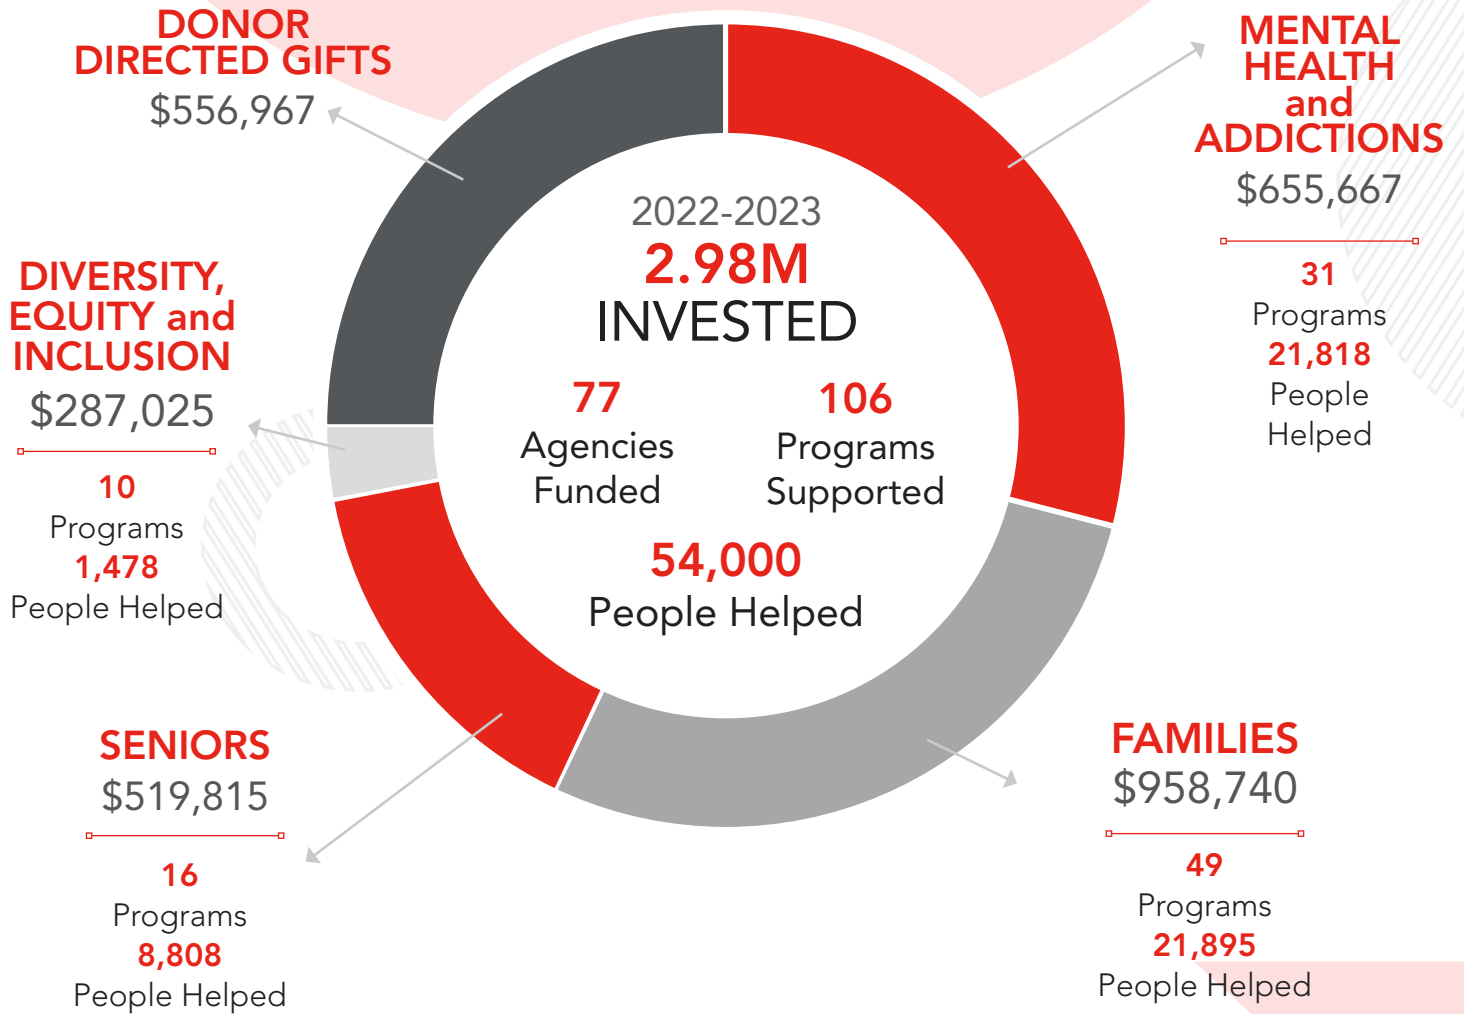 DONOR
DIRECTED GIFTS
$556,967
MENTAL
HEALTH
and
ADDICTIONS
$655,667
31
Programs
21,818
People
Helped
2022-2023
2.98M
INVESTED
77
Agencies
Funded
106
Programs
Supported
54,000
People Helped
DIVERSITY,
EQUITY and
INCLUSION
$287,025
10
Programs
1,478
People Helped
SENIORS
$519,815
16
Programs
8,808
People Helped
FAMILIES
$958,740
49
Programs
21,895
People Helped